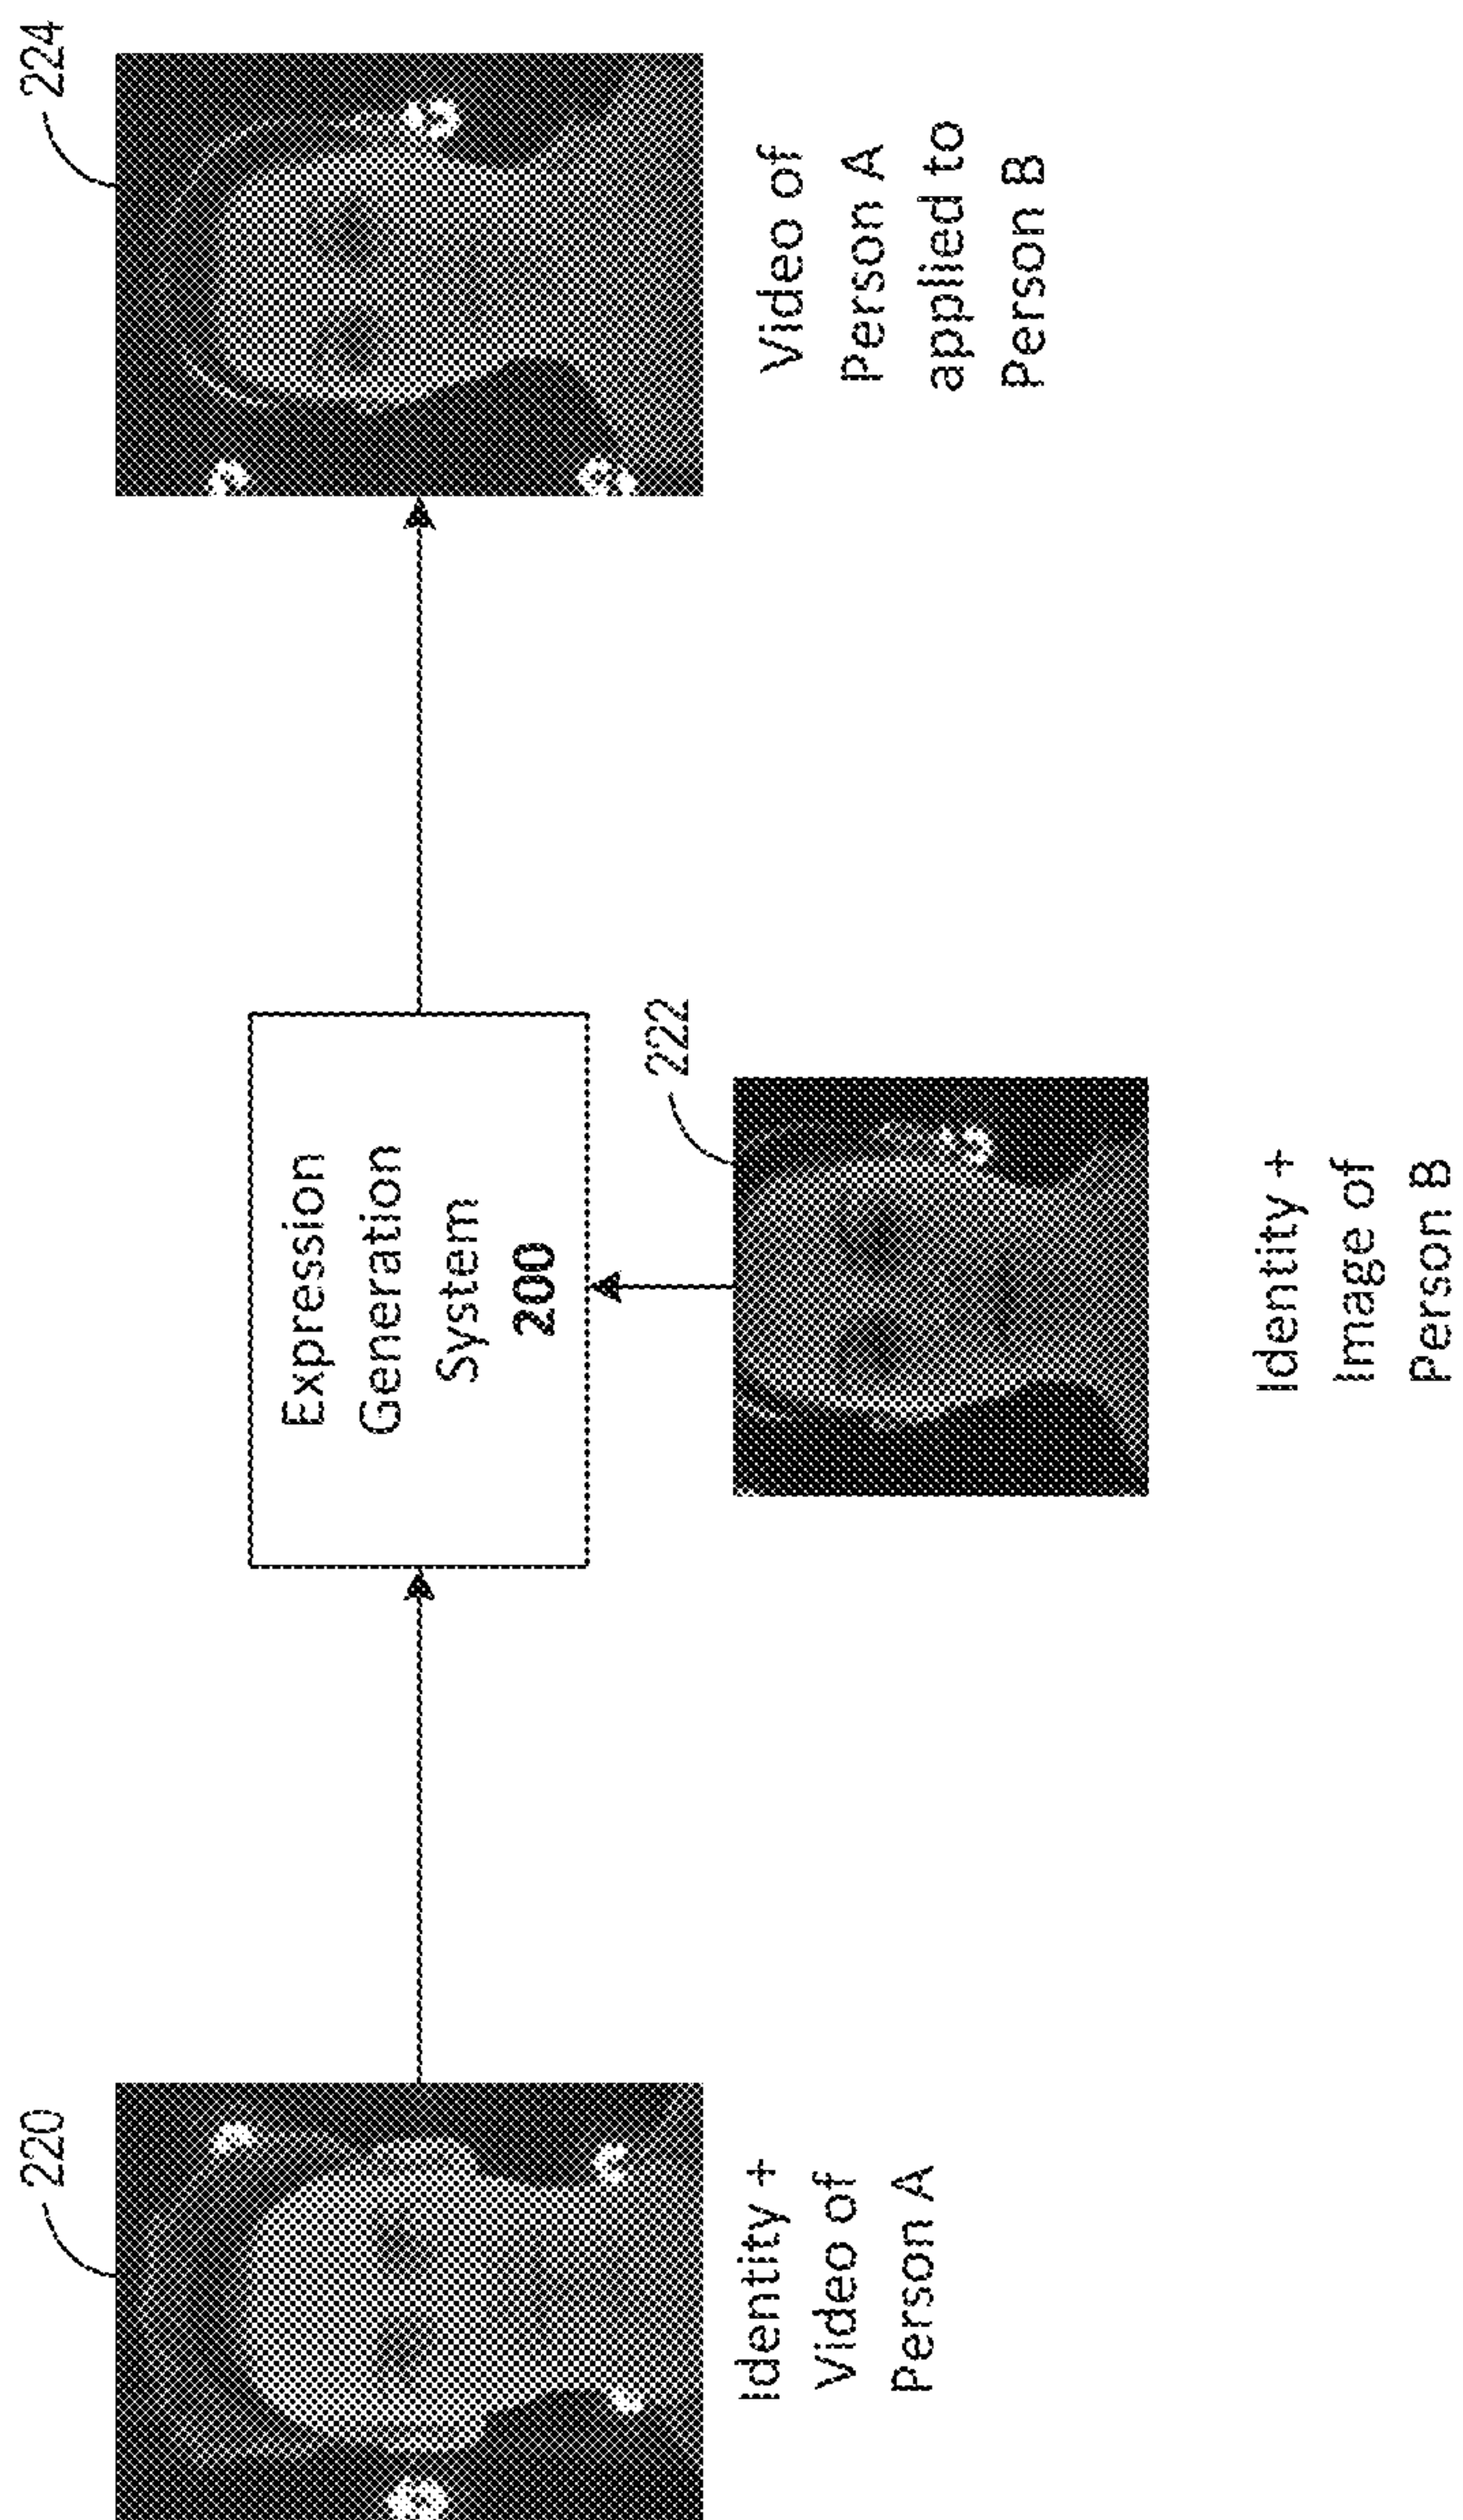 220
Identity +
Video of
Person A
Expression
Generation
System
200
222
Identity +
Image of
Person B
224
Video of
Person A
applied to
Person B